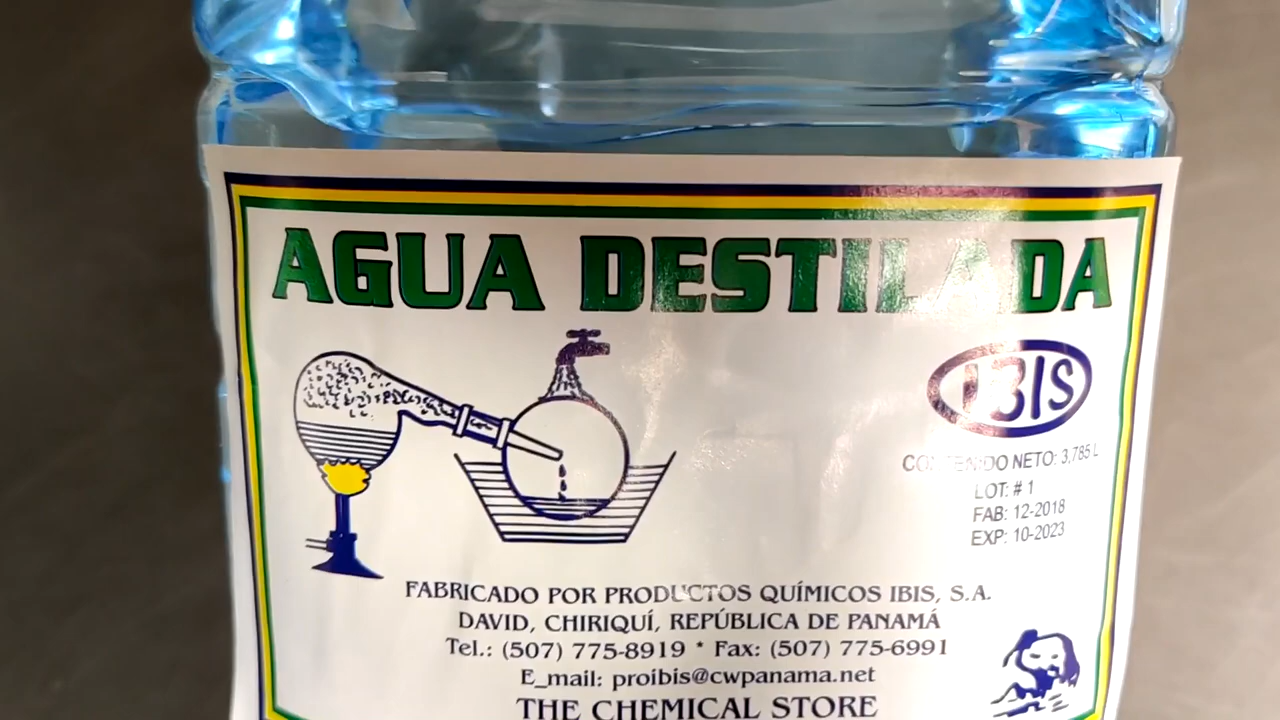 AGUA DESTILADA
IBIS
CONTENIDO NETO: 3,785 L
LOT: # 1
FAB: 12-2018
EXP: 10-2023
FABRICADO POR PRODUCTOS QUÍMICOS IBIS, S.A.
DAVID, CHIRIQUÍ, REPÚBLICA DE PANAMÁ
Tel.: (507) 775-8919 * Fax: (507) 775-6991
E_mail: proibis@cwpanama.net
THE CHEMICAL STORE